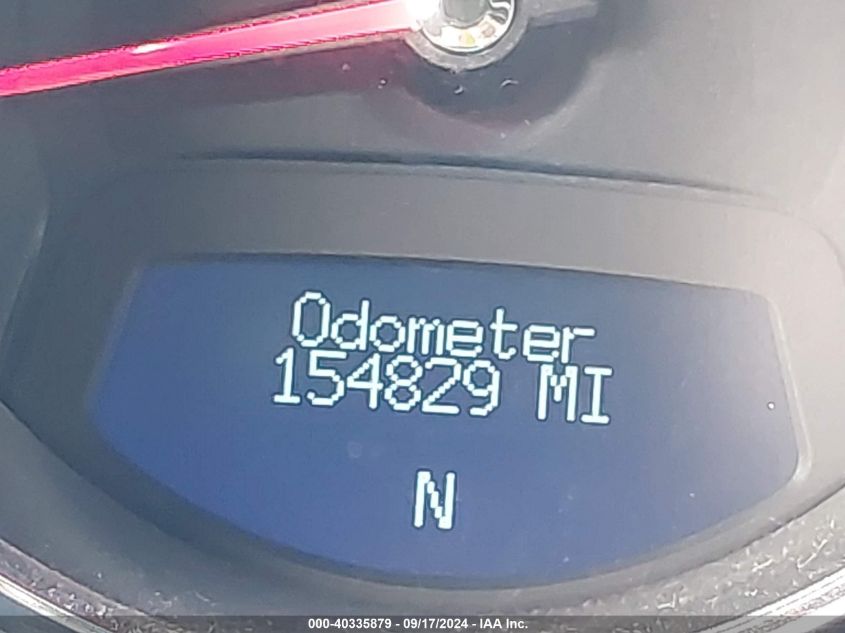 Odometer
154829 MI
N
000-40335879 - 09/17/2024 - IAA Inc.